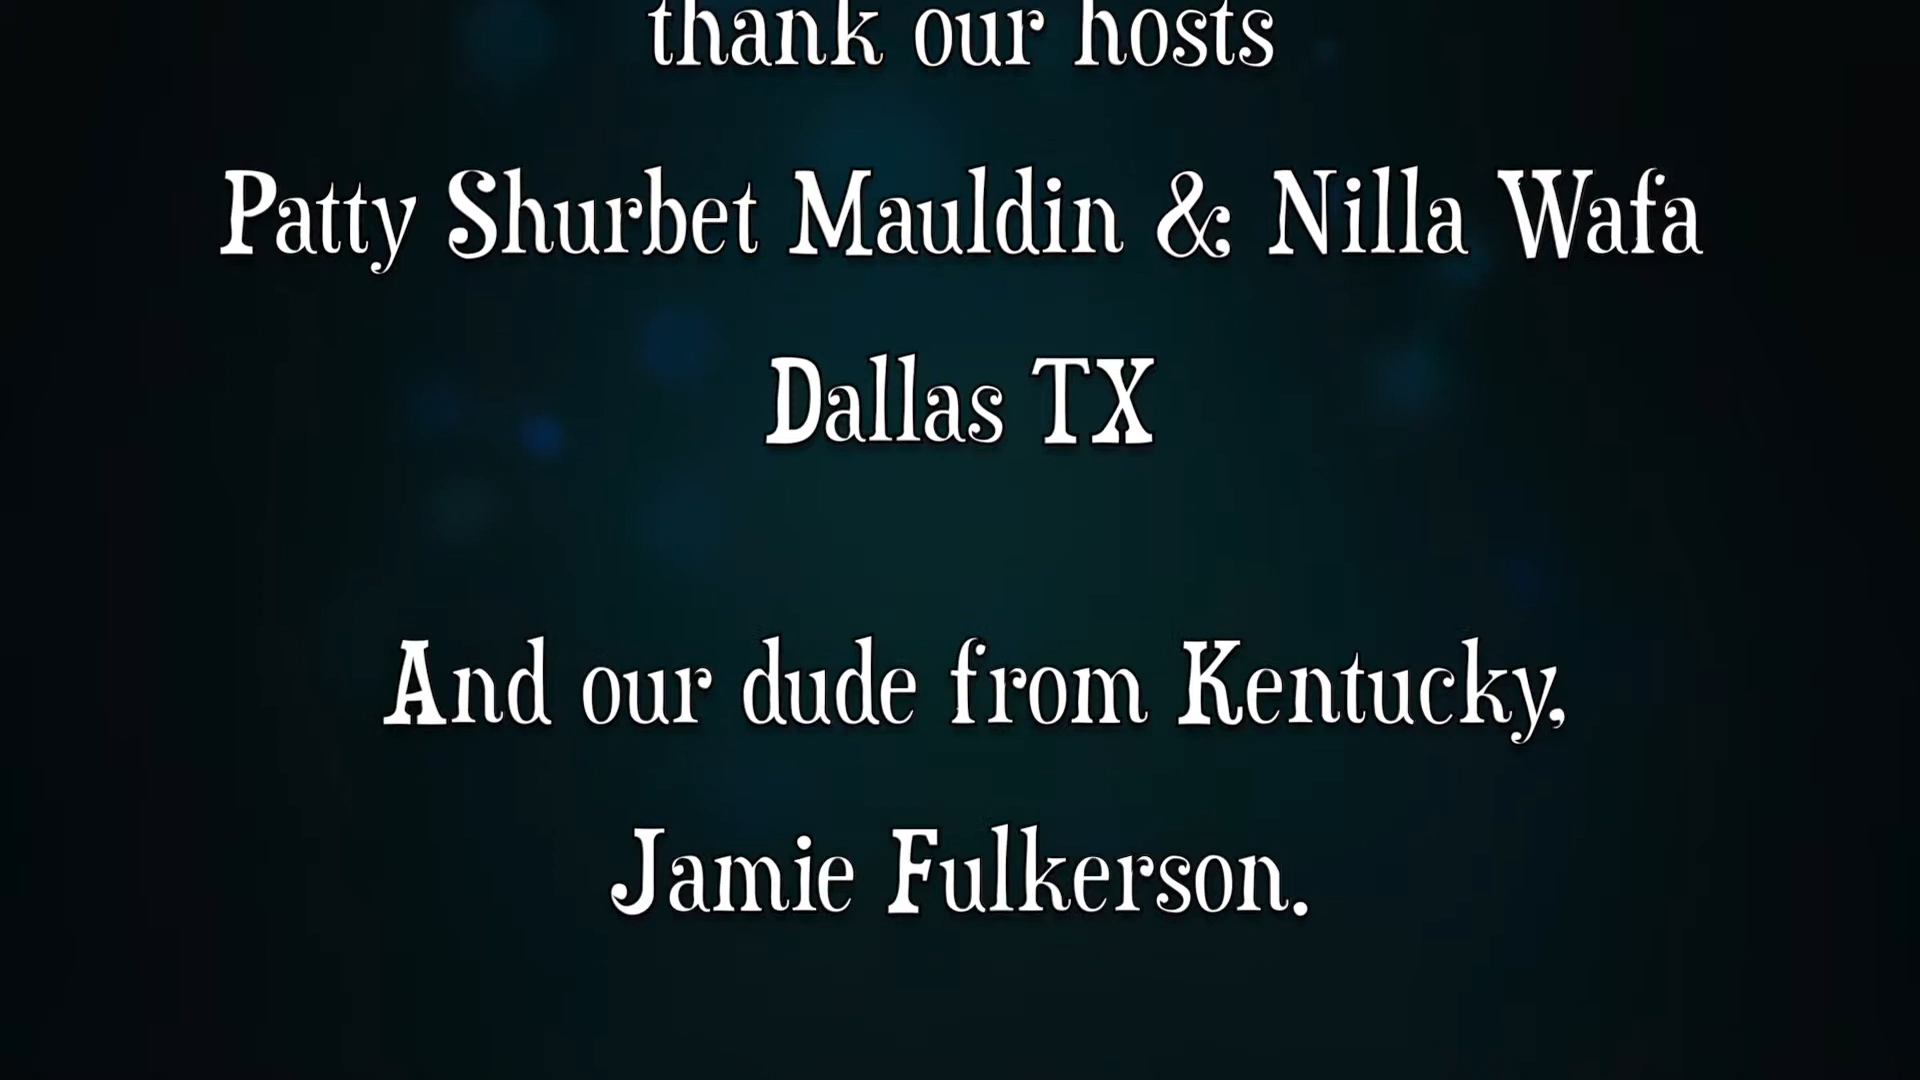 thank our hosts
Patty Shurbet Mauldin & Nilla Wafa
Dallas TX
And our dude from Kentucky,
Jamie Fulkerson.